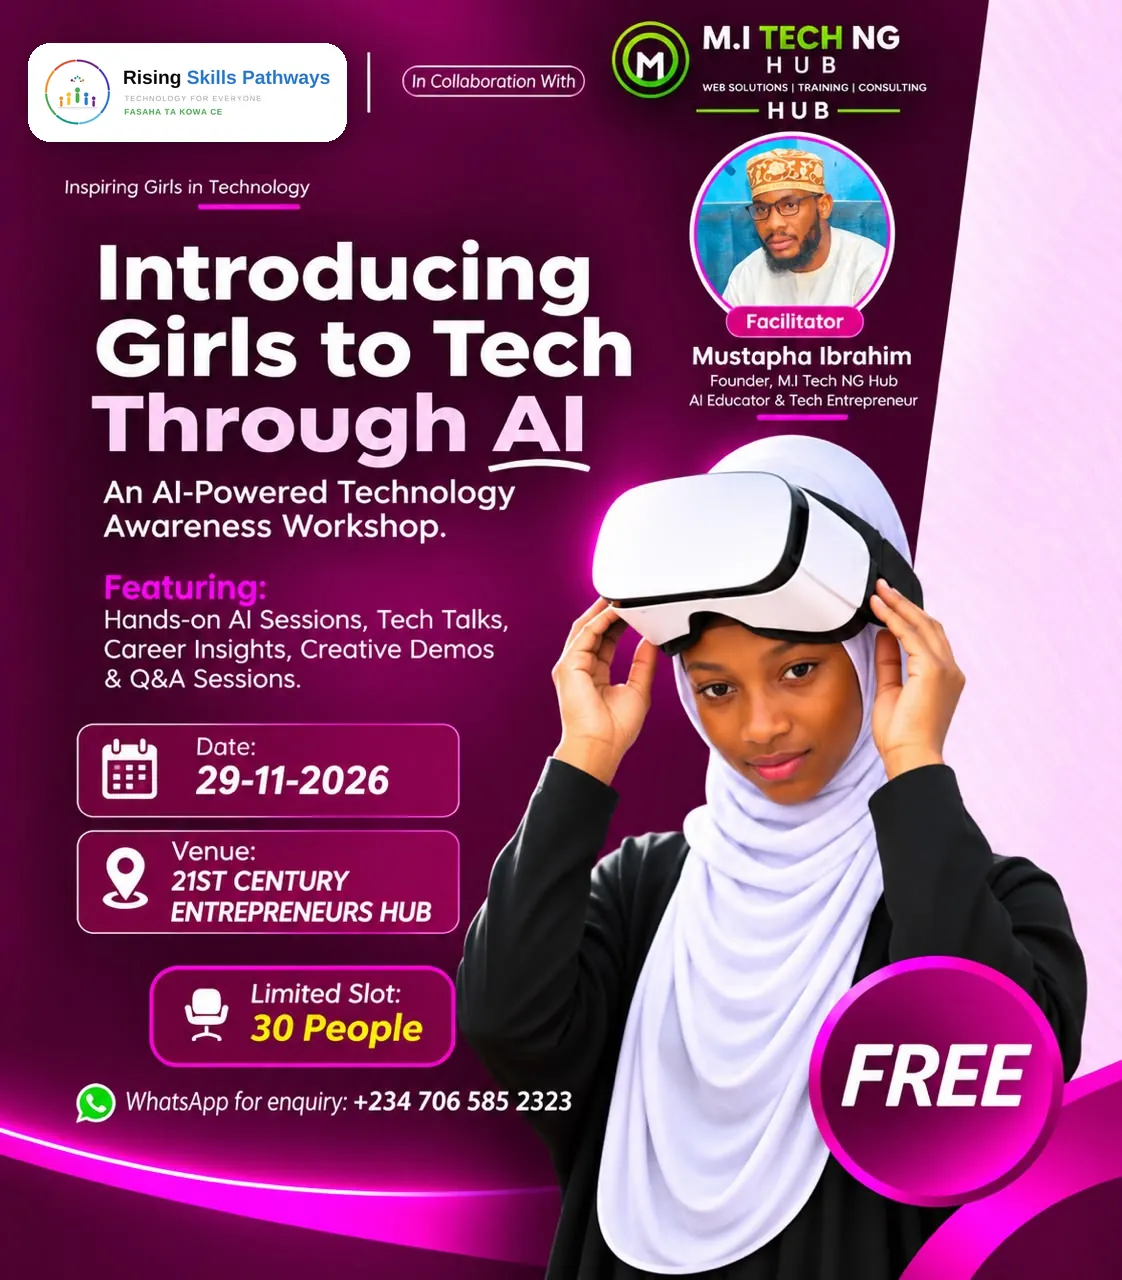 Rising Skills Pathways
TECHNOLOGY FOR EVERYONE
FASAHA TA KOWA CE
In Collaboration With
M
M.I TECH NG
HUB
WEB SOLUTIONS | TRAINING | CONSULTING
HUB
Inspiring Girls in Technology
Introducing
Girls to Tech
Through AI
An AI-Powered Technology
Awareness Workshop.
Facilitator
Mustapha Ibrahim
Founder, M.I Tech NG Hub
AI Educator & Tech Entrepreneur
Featuring:
Hands-on AI Sessions, Tech Talks,
Career Insights, Creative Demos
& Q&A Sessions.
Date:
29-11-2026
Venue:
21ST CENTURY
ENTREPRENEURS HUB
Limited Slot:
30 People
WhatsApp for enquiry: +234 706 585 2323
FREE